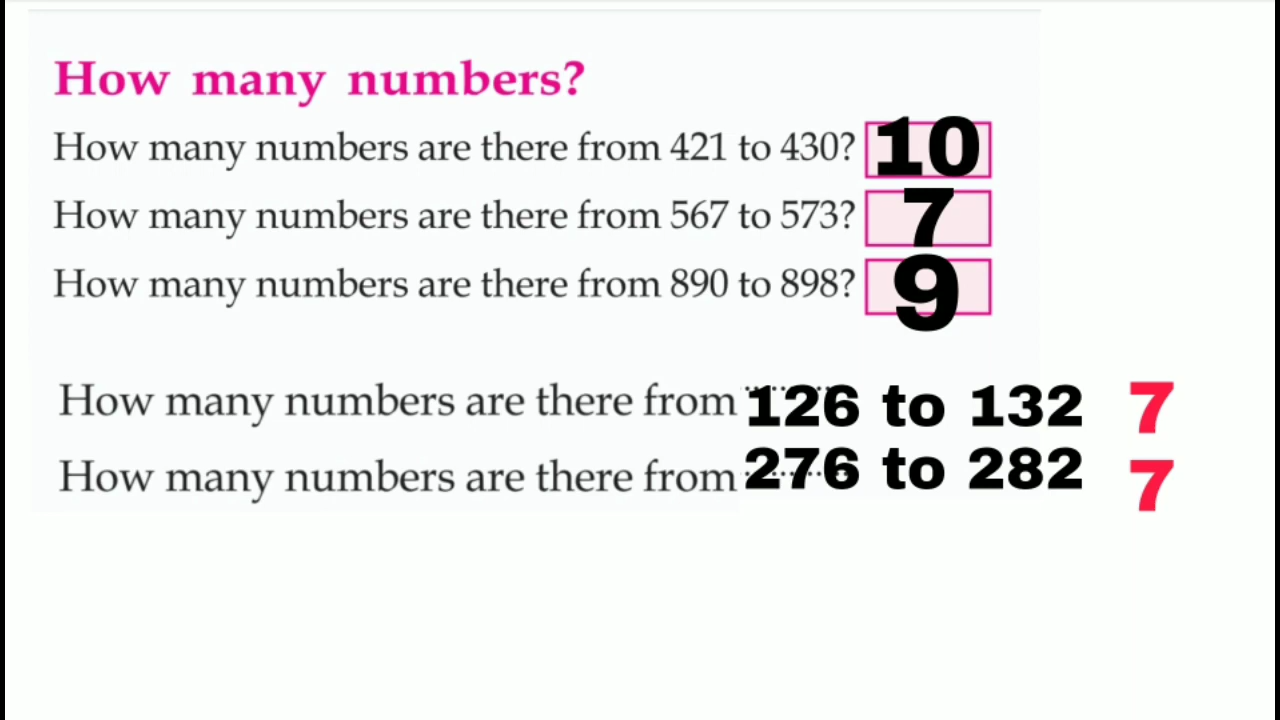 How many numbers?
How many numbers are there from 421 to 430? 10
How many numbers are there from 567 to 573? 7
How many numbers are there from 890 to 898? 9
How many numbers are there from 126 to 132 7
How many numbers are there from 276 to 282 7